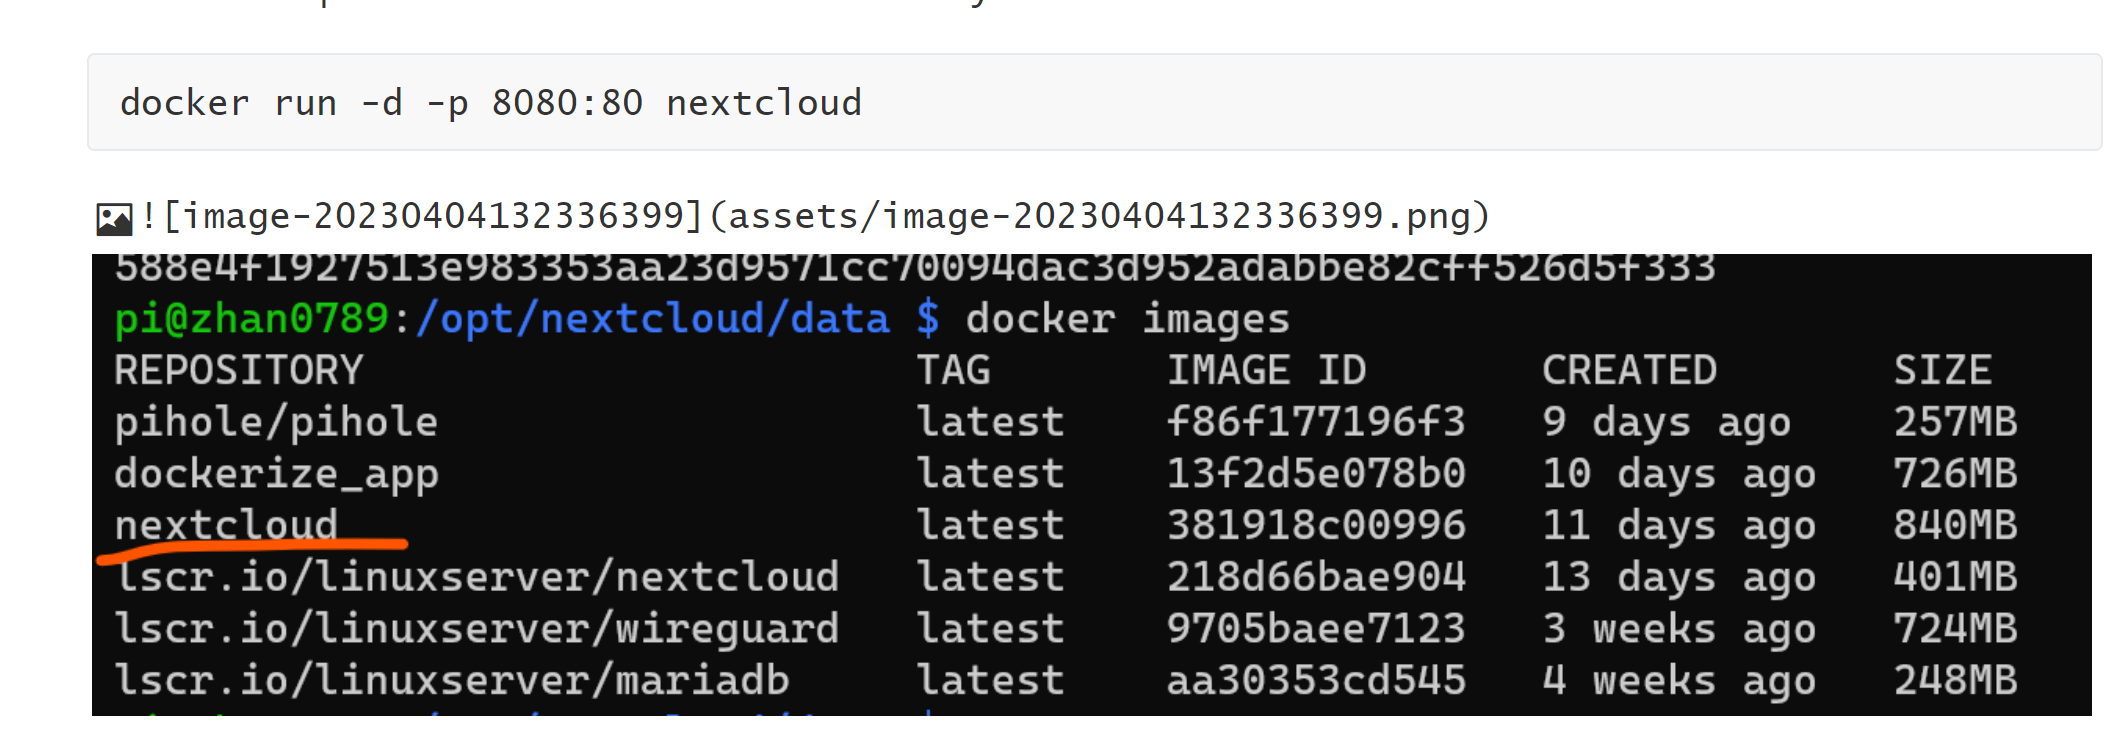 docker run -d -p 8080:80 nextcloud
![image-20230404132336399](assets/image-20230404132336399.png)
588e4f1927513e983353aa23d9571cc70094dac3d952adabbe82cff526d5f333
pi@zhan0789:/opt/nextcloud/data $ docker images
REPOSITORY TAG IMAGE ID CREATED SIZE
pihole/pihole latest f86f177196f3 9 days ago 257MB
dockerize_app latest 13f2d5e078b0 10 days ago 726MB
nextcloud latest 381918c00996 11 days ago 840MB
lscr.io/linuxserver/nextcloud latest 218d66bae904 13 days ago 401MB
lscr.io/linuxserver/wireguard latest 9705baee7123 3 weeks ago 724MB
lscr.io/linuxserver/mariadb latest aa30353cd545 4 weeks ago 248MB